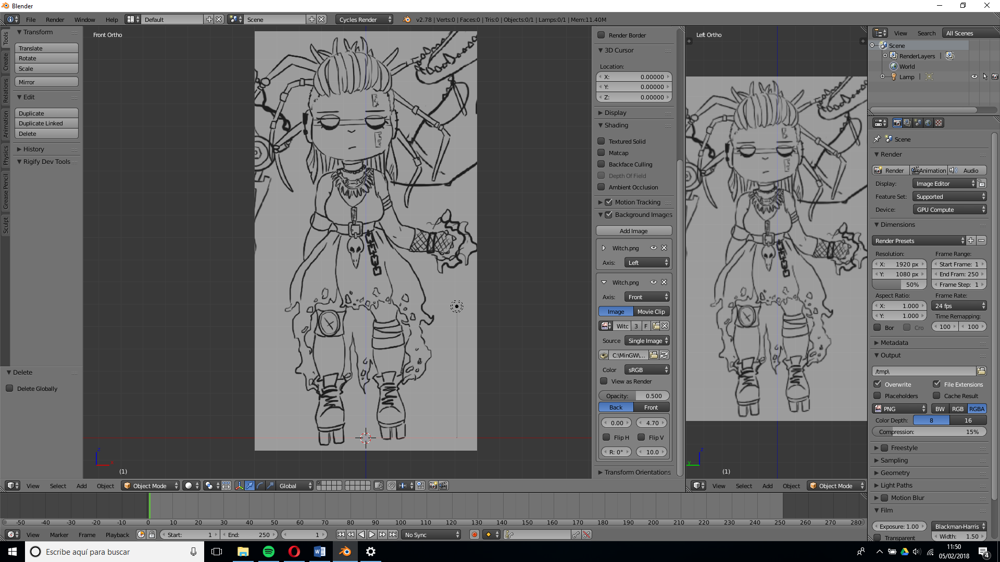 Blender
File Render Window Help Default Scene Cycles Render v2.78 | Verts:0 | Faces:0 | Tris:0 | Objects:0/1 | Lamps:0/1 | Mem:11.40M
Tools
Create
Relations
Animation
Physics
Grease Pencil
Sculpt
Transform
Translate
Rotate
Scale
Mirror
Edit
Duplicate
Duplicate Linked
Delete
History
Rigify Dev Tools
Delete
Delete Globally
Front Ortho
(1)
Render Border
3D Cursor
Location:
X: 0.00000
Y: 0.00000
Z: 0.00000
Display
Shading
Textured Solid
Matcap
Backface Culling
Depth Of Field
Ambient Occlusion
Motion Tracking
Background Images
Add Image
Witch.png
Axis: Left
Witch.png
Axis: Front
Image Movie Clip
Witc 3 F
Source Single Image
C:\MinGW\...
Color sRGB
View as Render
Opacity: 0.500
Back Front
0.00 4.70
Flip H Flip V
R: 0° 10.0
Transform Orientations
Left Ortho
(1)
View Search All Scenes
Scene
RenderLayers |
World
Lamp |
Scene
Render
Render Animation Audio
Display: Image Editor
Feature Set: Supported
Device: GPU Compute
Dimensions
Render Presets
Resolution: Frame Range:
X: 1920 px Start Frame: 1
Y: 1080 px End Fram: 250
50% Frame Step: 1
Aspect Ratio: Frame Rate:
X: 1.000 24 fps
Y: 1.000 Time Remapping:
Bor Cro 100 100
Metadata
Output
/tmp\
Overwrite File Extensions
Placeholders Cache Result
PNG BW RGB RGBA
Color Depth: 8 16
Compression: 15%
Freestyle
Sampling
Geometry
Light Paths
Motion Blur
Film
Exposure: 1.00 Blackman-Harris
Transparent Width: 1.50
View Select Add Object Object Mode Global
View Select Add Object Object Mode
-50 -40 -30 -20 -10 0 10 20 30 40 50 60 70 80 90 100 110 120 130 140 150 160 170 180 190 200 210 220 230 240 250 260 270 280
View Marker Frame Playback Start: 1 End: 250 1 No Sync
Escribe aquí para buscar
11:50
05/02/2018
4